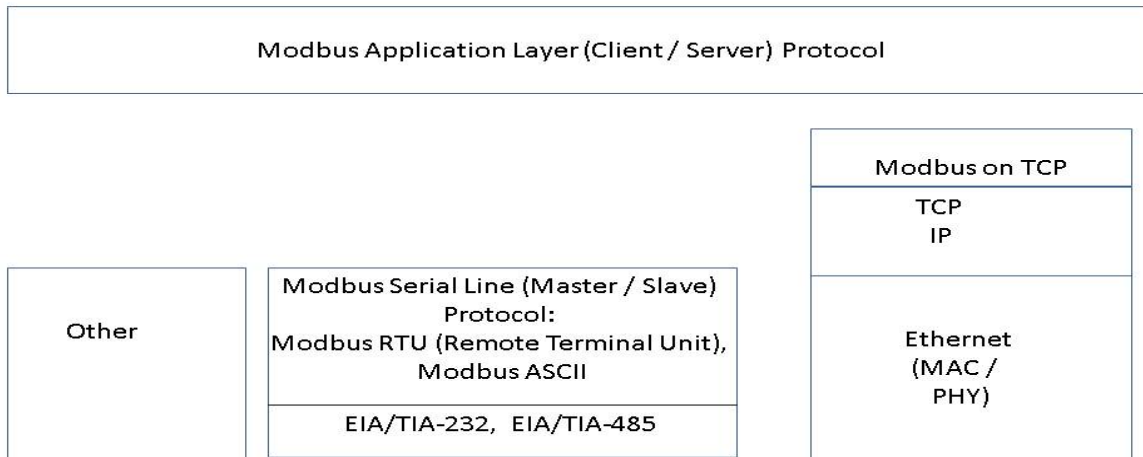 Modbus Application Layer (Client / Server) Protocol
Modbus on TCP
TCP
IP
Other
Modbus Serial Line (Master / Slave)
Protocol:
Modbus RTU (Remote Terminal Unit),
Modbus ASCII
EIA/TIA-232, EIA/TIA-485
Ethernet
(MAC /
PHY)